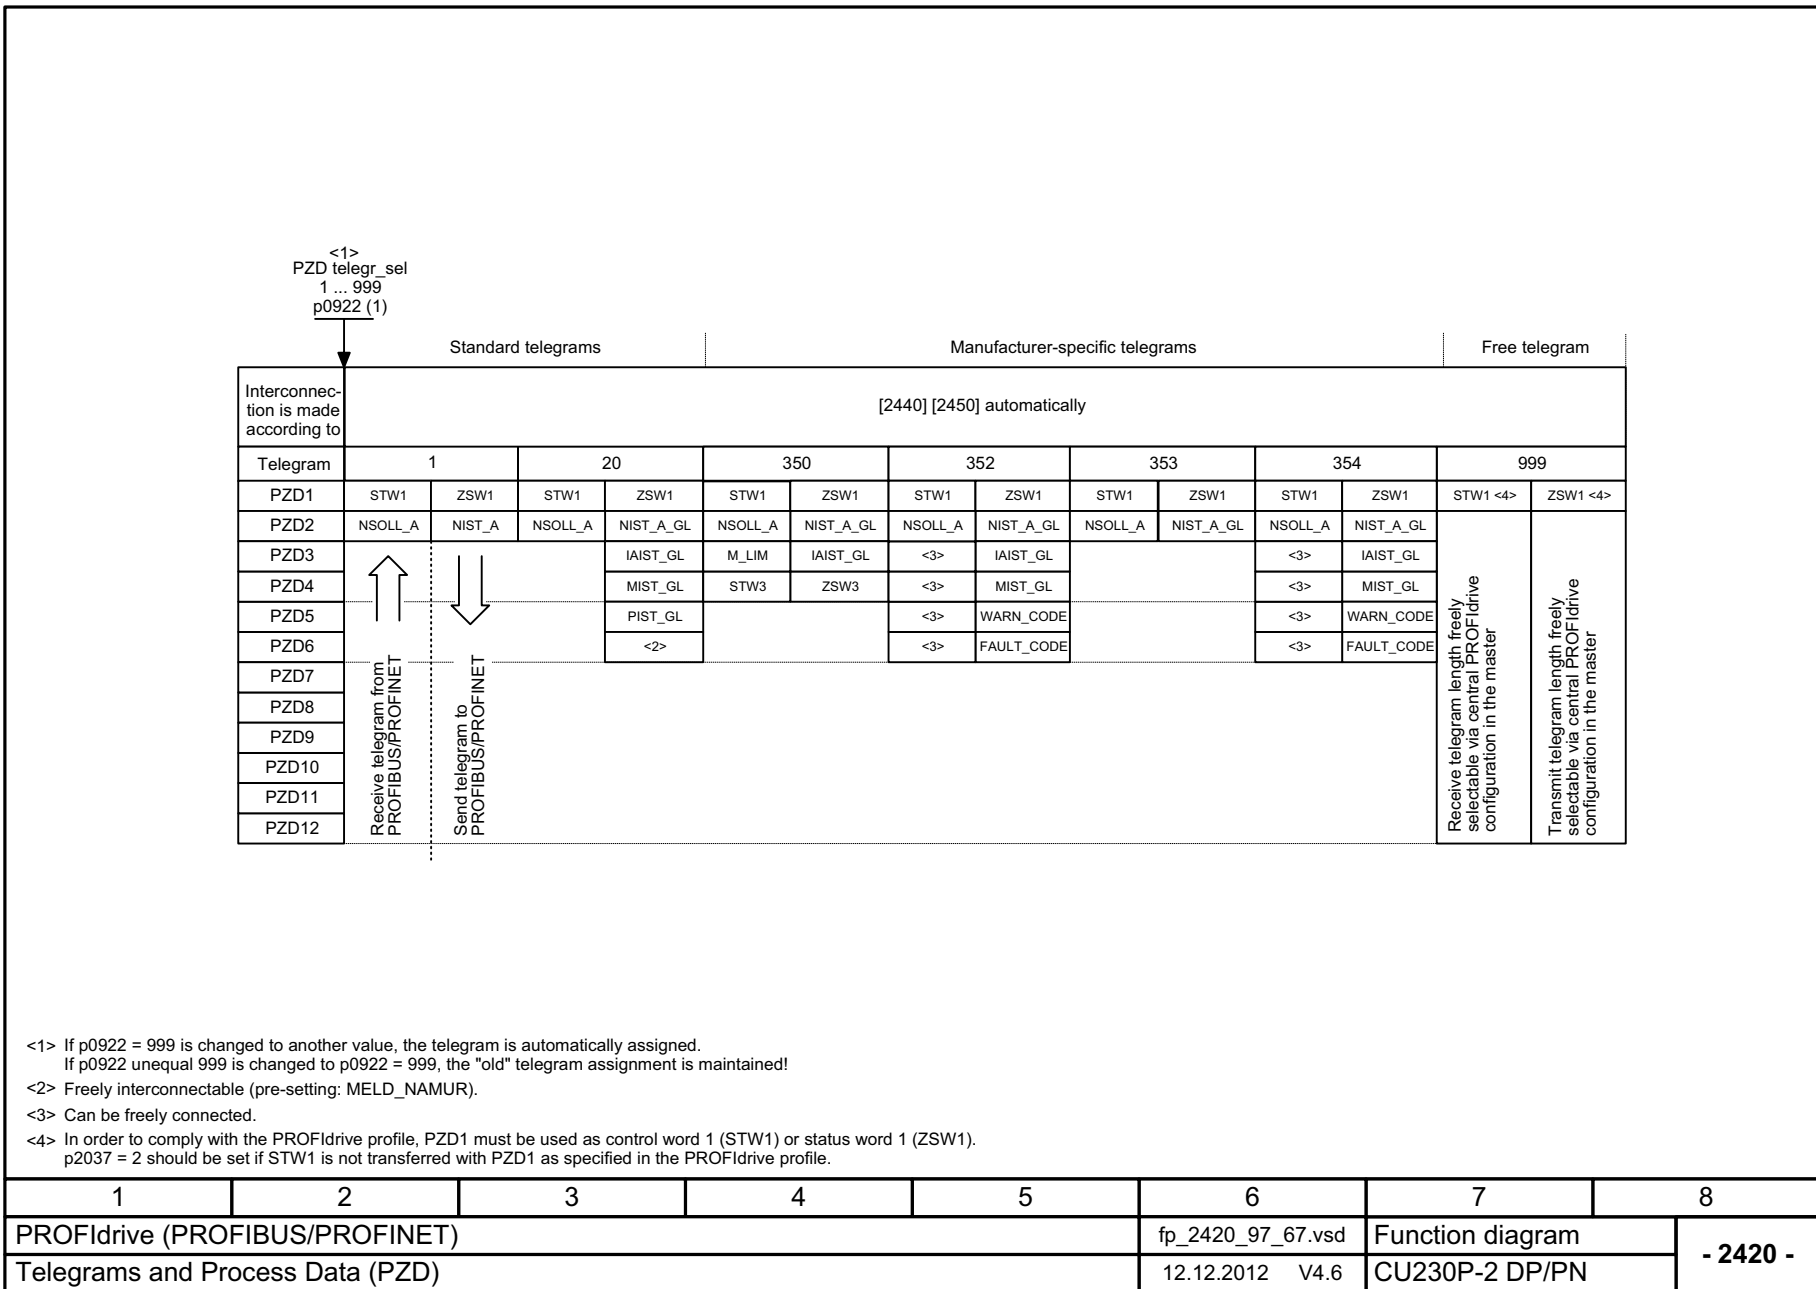 <1>
PZD telegr_sel
1 ... 999
p0922 (1)
Standard telegrams
Manufacturer-specific telegrams
Free telegram
Interconnec-
tion is made
according to
[2440] [2450] automatically
Telegram 1 20 350 352 353 354 999
PZD1 STW1 ZSW1 STW1 ZSW1 STW1 ZSW1 STW1 ZSW1 STW1 ZSW1 STW1 ZSW1 STW1 <4> ZSW1 <4>
PZD2 NSOLL_A NIST_A NSOLL_A NIST_A_GL NSOLL_A NIST_A_GL NSOLL_A NIST_A_GL NSOLL_A NIST_A_GL NSOLL_A NIST_A_GL
PZD3 IAIST_GL M_LIM IAIST_GL <3> IAIST_GL <3> IAIST_GL
PZD4 MIST_GL STW3 ZSW3 <3> MIST_GL <3> MIST_GL
PZD5 PIST_GL <3> WARN_CODE <3> WARN_CODE
PZD6 <2> <3> FAULT_CODE <3> FAULT_CODE
PZD7
PZD8
PZD9
PZD10
PZD11
PZD12
Receive telegram from
PROFIBUS/PROFINET
Send telegram to
PROFIBUS/PROFINET
Receive telegram length freely
selectable via central PROFIdrive
configuration in the master
Transmit telegram length freely
selectable via central PROFIdrive
configuration in the master
<1> If p0922 = 999 is changed to another value, the telegram is automatically assigned.
If p0922 unequal 999 is changed to p0922 = 999, the "old" telegram assignment is maintained!
<2> Freely interconnectable (pre-setting: MELD_NAMUR).
<3> Can be freely connected.
<4> In order to comply with the PROFIdrive profile, PZD1 must be used as control word 1 (STW1) or status word 1 (ZSW1).
p2037 = 2 should be set if STW1 is not transferred with PZD1 as specified in the PROFIdrive profile.
1 2 3 4 5 6 7 8
PROFIdrive (PROFIBUS/PROFINET) fp_2420_97_67.vsd Function diagram
- 2420 -
Telegrams and Process Data (PZD) 12.12.2012 V4.6 CU230P-2 DP/PN